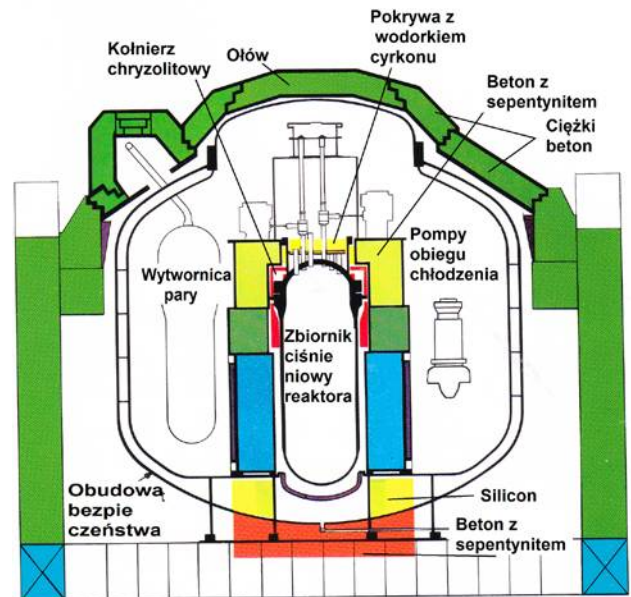 Kołnierz
chryzolitowy
Ołów
Pokrywa z
wodorkiem
cyrkonu
Beton z
sepentynitem
Ciężki
beton
Wytwornica
pary
Pompy
obiegu
chłodzenia
Zbiornik
ciśnie
niowy
reaktora
Obudowa
bezpie
czeństwa
Silicon
Beton z
sepentynitem